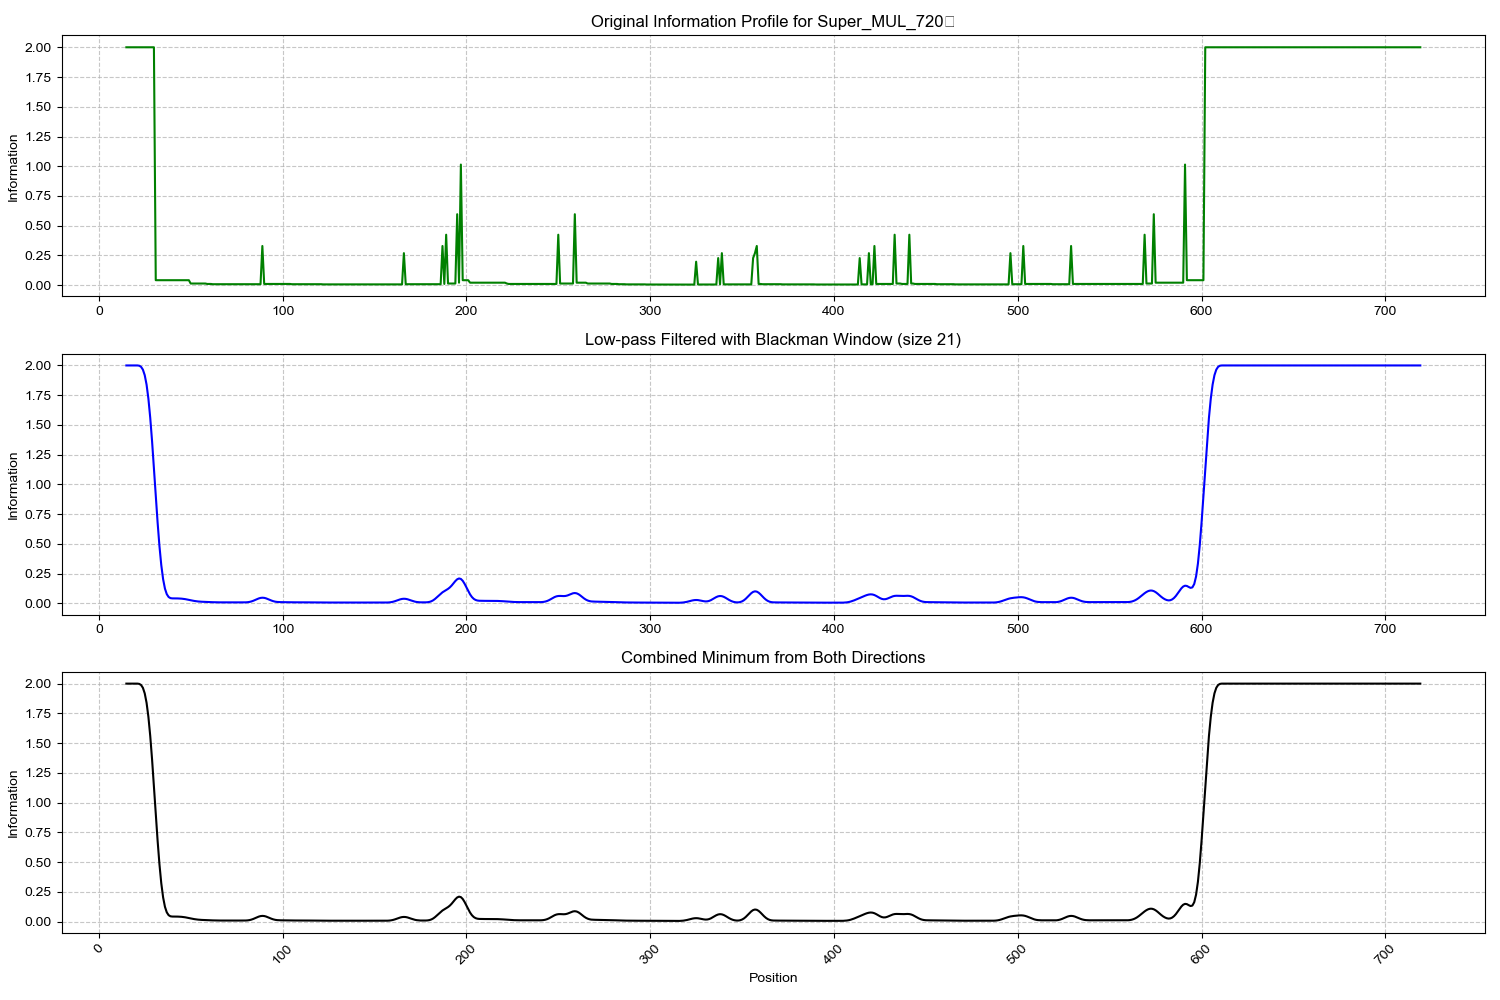 Original Information Profile for Super_MUL_720
2.00
1.75
1.50
1.25
1.00
0.75
0.50
0.25
0.00
Information
0 100 200 300 400 500 600 700
Low-pass Filtered with Blackman Window (size 21)
2.00
1.75
1.50
1.25
1.00
0.75
0.50
0.25
0.00
Information
0 100 200 300 400 500 600 700
Combined Minimum from Both Directions
2.00
1.75
1.50
1.25
1.00
0.75
0.50
0.25
0.00
Information
0 100 200 300 400 500 600 700
Position